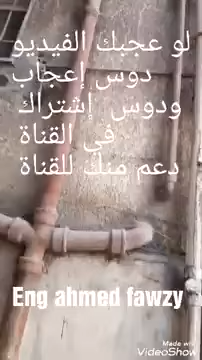 لو عجبك الفيديو
دوس إعجاب
ودوس إشتراك
في القناة
دعم منك للقناة
Eng ahmed fawzy
Made with
VideoShow